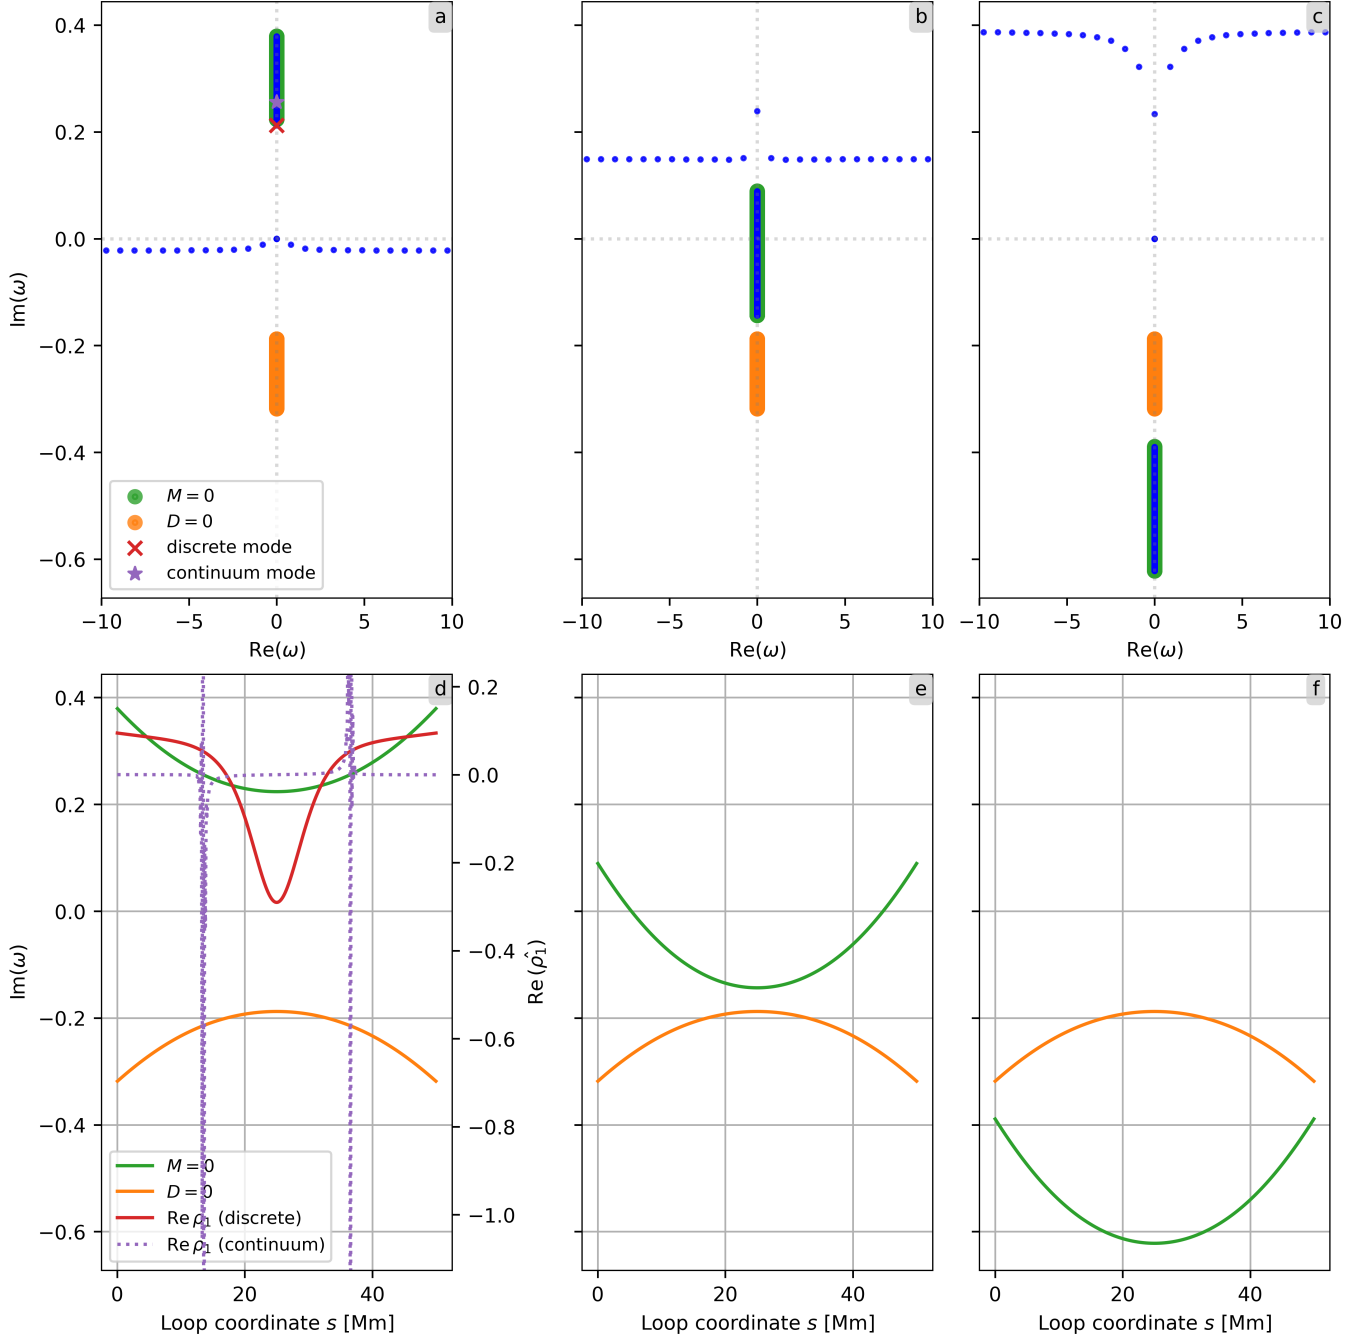 a
b
c
0.4
0.2
0.0
−0.2
−0.4
−0.6
Im(ω)
M = 0
D = 0
discrete mode
continuum mode
−10 −5 0 5 10
−10 −5 0 5 10
−10 −5 0 5 10
Re(ω)
Re(ω)
Re(ω)
d
e
f
0.4
0.2
0.0
−0.2
−0.4
−0.6
Im(ω)
0.2
0.0
−0.2
−0.4
−0.6
−0.8
−1.0
Re(ρ̂₁)
M = 0
D = 0
Re ρ₁ (discrete)
Re ρ₁ (continuum)
0 20 40
0 20 40
0 20 40
Loop coordinate s [Mm]
Loop coordinate s [Mm]
Loop coordinate s [Mm]